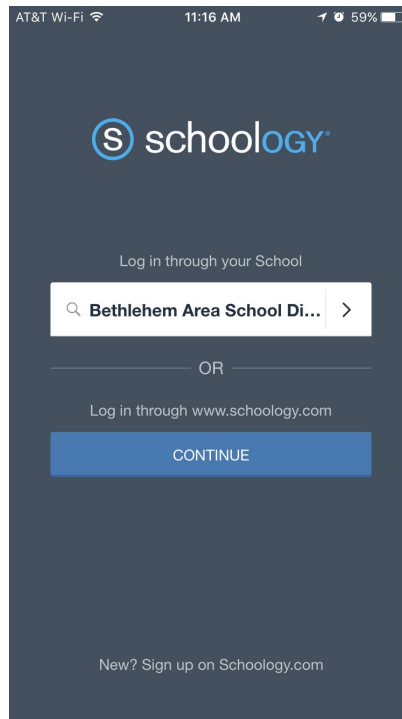 AT&T Wi-Fi 11:16 AM 59%
S schoology®
Log in through your School
Bethlehem Area School Di...
OR
Log in through www.schoology.com
CONTINUE
New? Sign up on Schoology.com